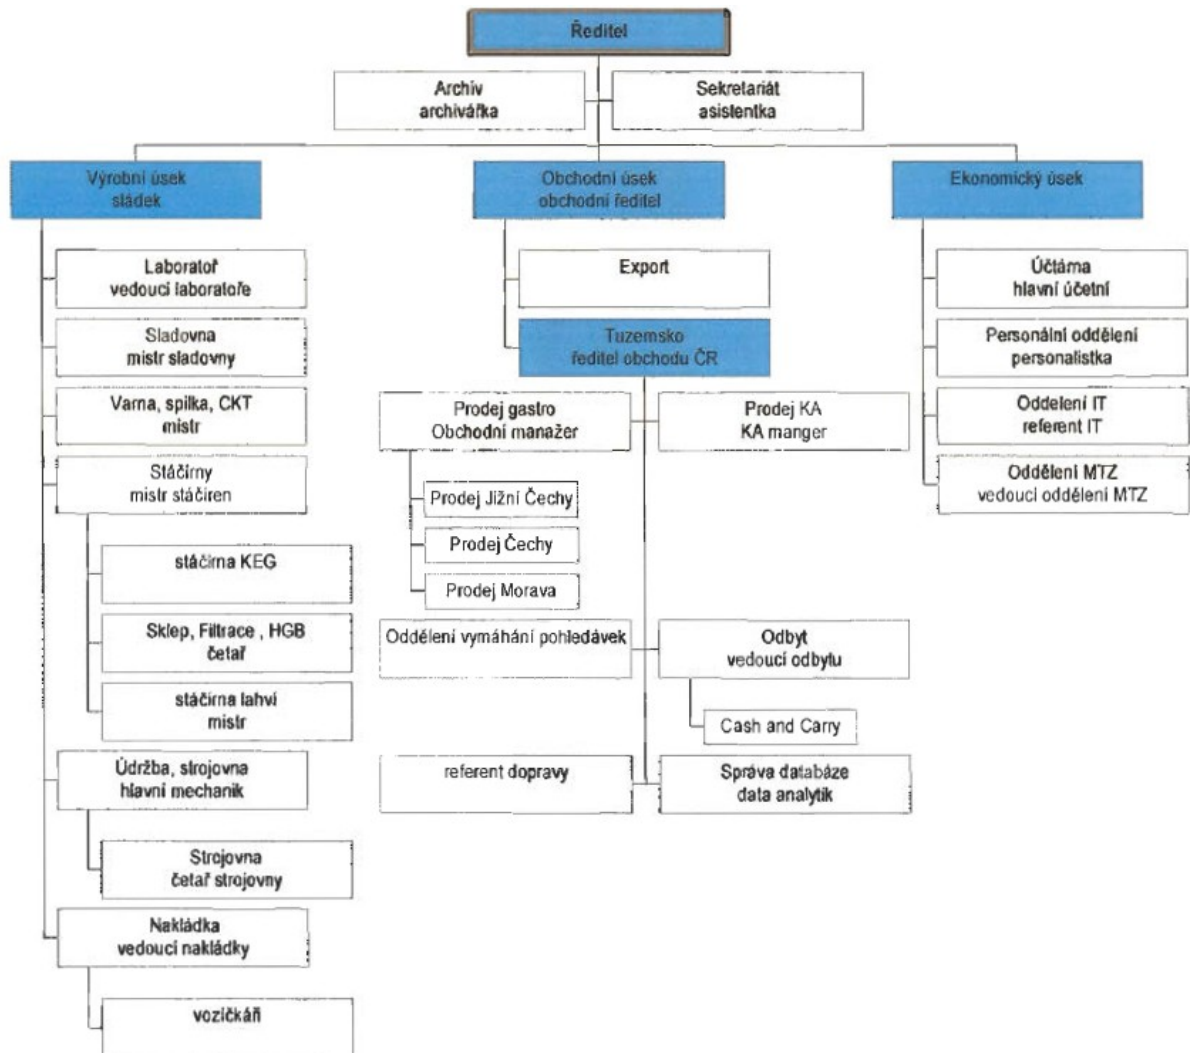 Ředitel
Archiv
archivářka
Sekretariát
asistentka
Výrobní úsek
sládek
Obchodní úsek
obchodní ředitel
Ekonomický úsek
Laboratoř
vedoucí laboratoře
Sladovna
mistr sladovny
Varna, spilka, CKT
mistr
Stáčírny
mistr stáčíren
stáčírna KEG
Sklep, Filtrace , HGB
četař
stáčírna lahví
mistr
Údržba, strojovna
hlavní mechanik
Strojovna
četař strojovny
Nakládka
vedoucí nakládky
vozíčkáři
Export
Tuzemsko
ředitel obchodu ČR
Prodej gastro
Obchodní manažer
Prodej KA
KA manger
Prodej Jížní Čechy
Prodej Čechy
Prodej Morava
Oddělení vymáhání pohledávek
Odbyt
vedoucí odbytu
Cash and Carry
referent dopravy
Správa databáze
data analytik
Účtárna
hlavní účetní
Personální oddělení
personalistka
Oddelení IT
referent IT
Oddělení MTZ
vedoucí oddělení MTZ